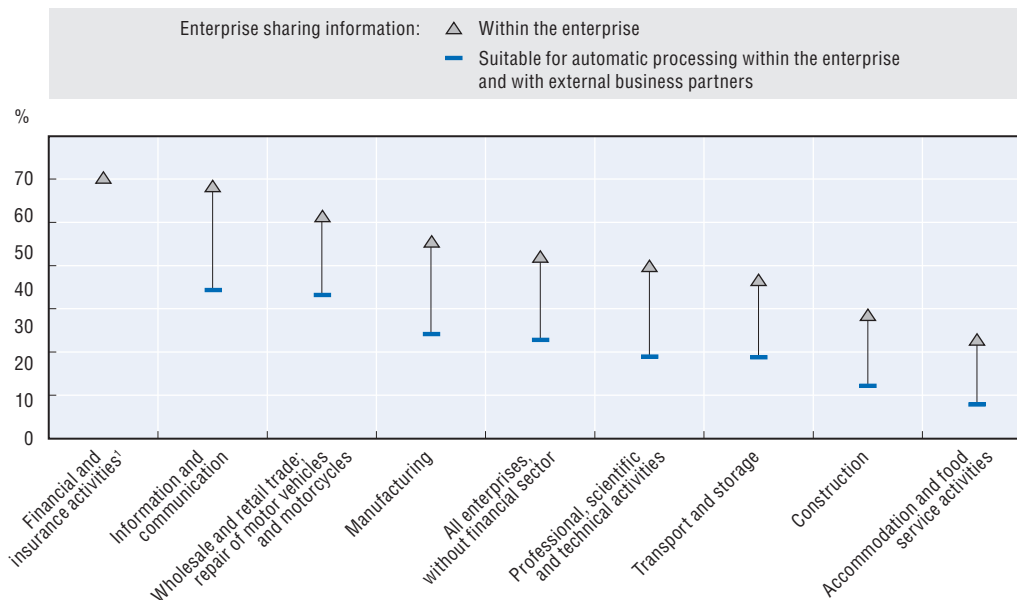 Enterprise sharing information:
Within the enterprise
Suitable for automatic processing within the enterprise
and with external business partners
%
70
60
50
40
30
20
10
0
Financial and
insurance activities¹
Information and
communication
Wholesale and retail trade;
repair of motor vehicles
and motorcycles
Manufacturing
All enterprises,
without financial sector
Professional, scientific
and technical activities
Transport and storage
Construction
Accommodation and food
service activities